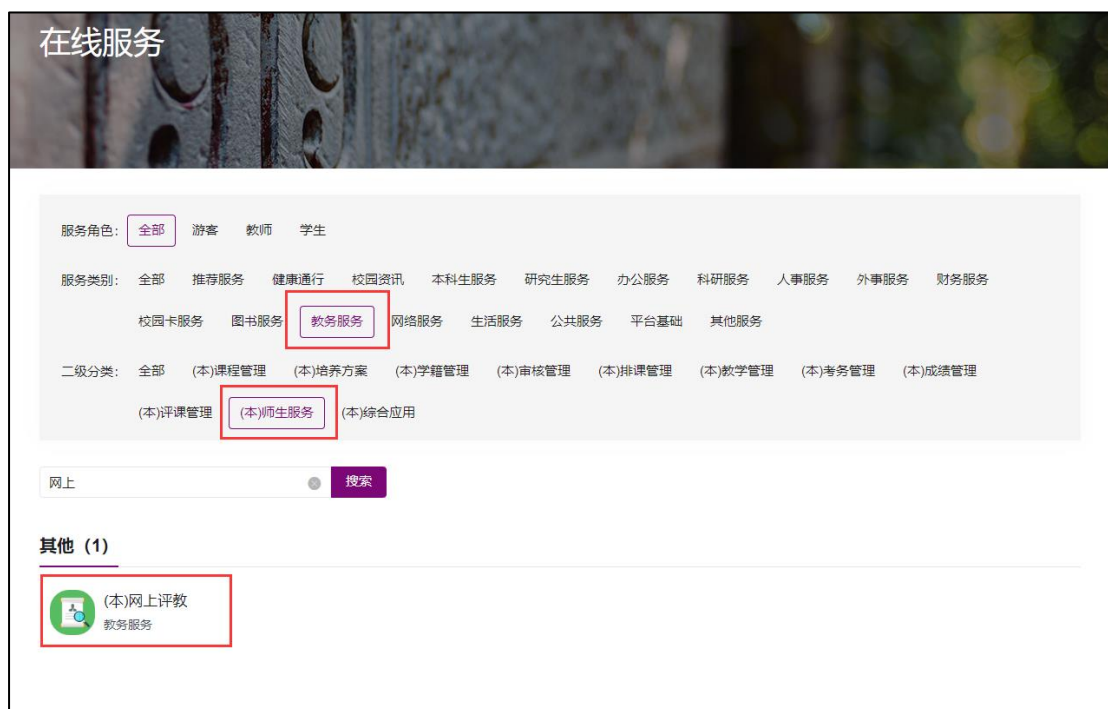 在线服务
服务角色: 全部 游客 教师 学生
服务类别: 全部 推荐服务 健康通行 校园资讯 本科生服务 研究生服务 办公服务 科研服务 人事服务 外事服务 财务服务
校园卡服务 图书服务 教务服务 网络服务 生活服务 公共服务 平台基础 其他服务
二级分类: 全部 (本)课程管理 (本)培养方案 (本)学籍管理 (本)审核管理 (本)排课管理 (本)教学管理 (本)考务管理 (本)成绩管理
(本)评课管理 (本)师生服务 (本)综合应用
网上 搜索
其他（1）
(本)网上评教
教务服务